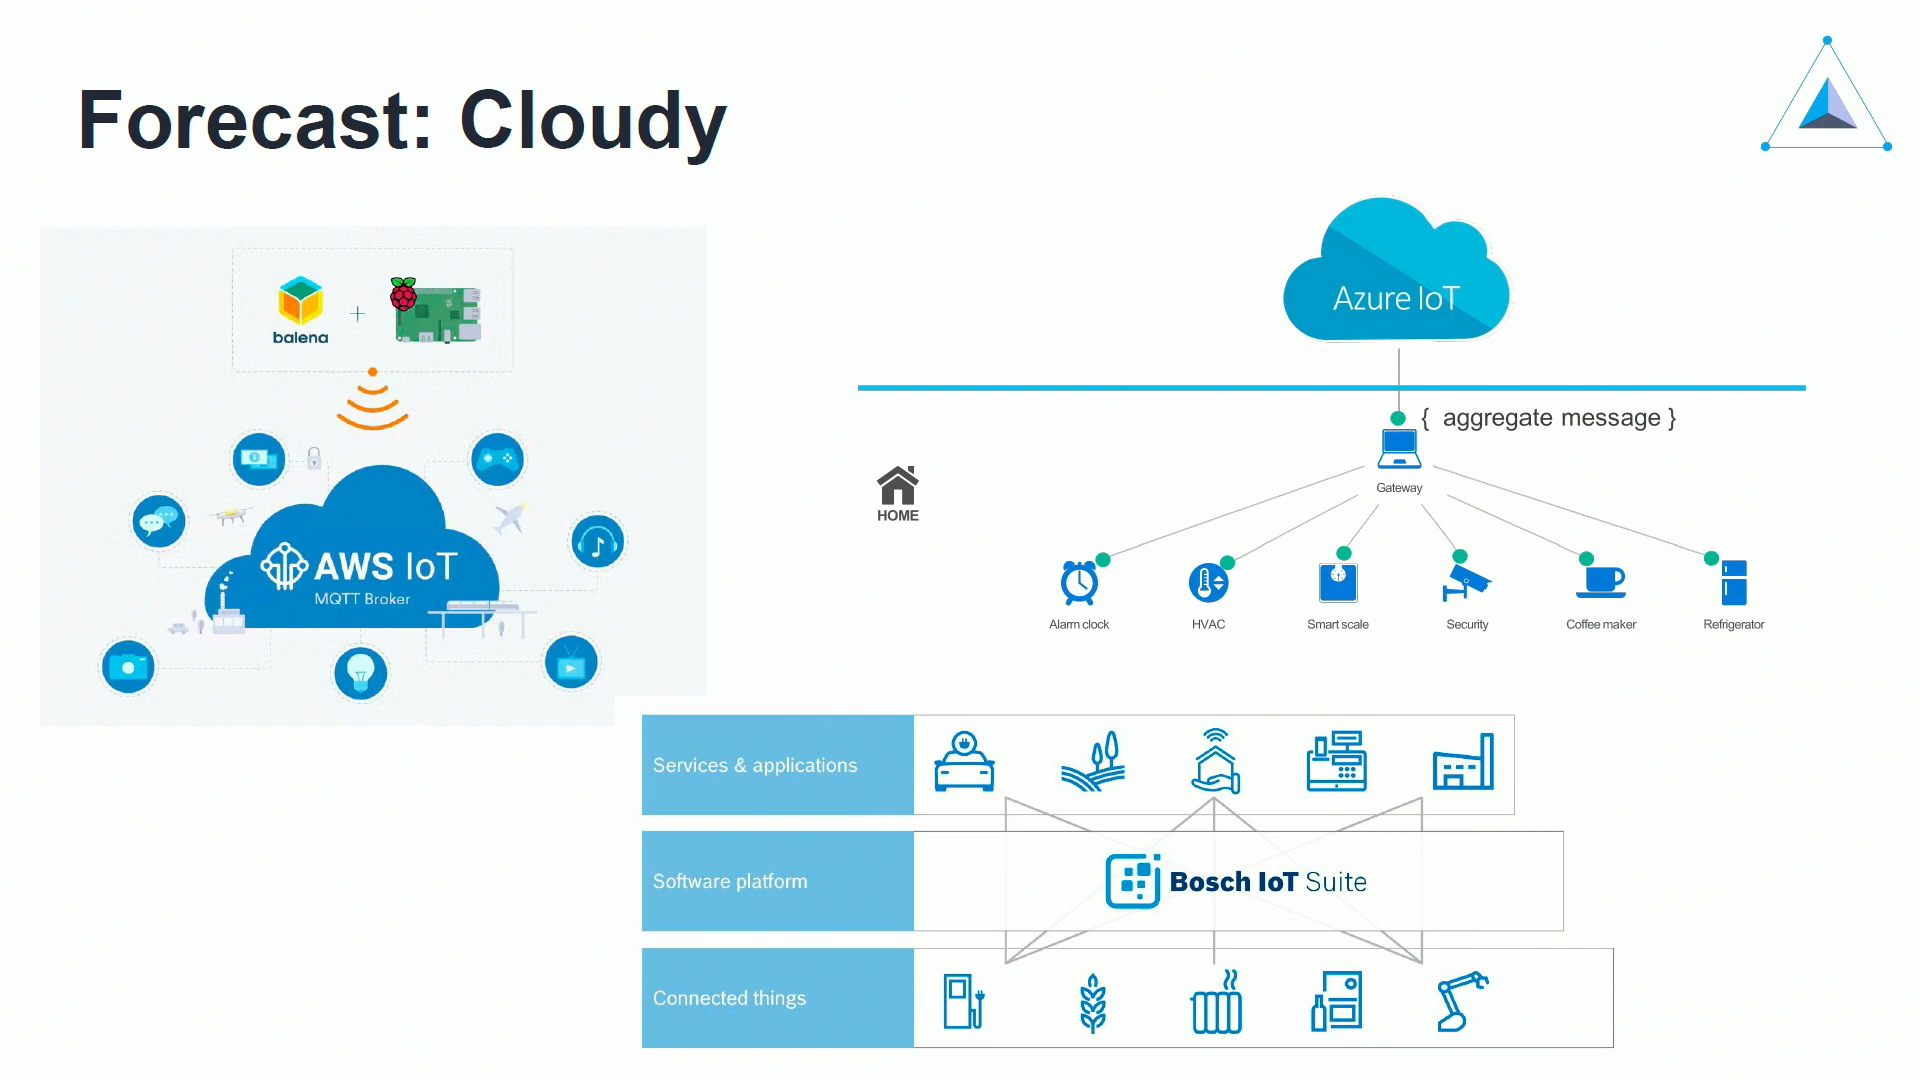 Forecast: Cloudy
balena
+
AWS IoT
MQTT Broker
Azure IoT
{ aggregate message }
Gateway
HOME
Alarm clock
HVAC
Smart scale
Security
Coffee maker
Refrigerator
Services & applications
Software platform
Bosch IoT Suite
Connected things